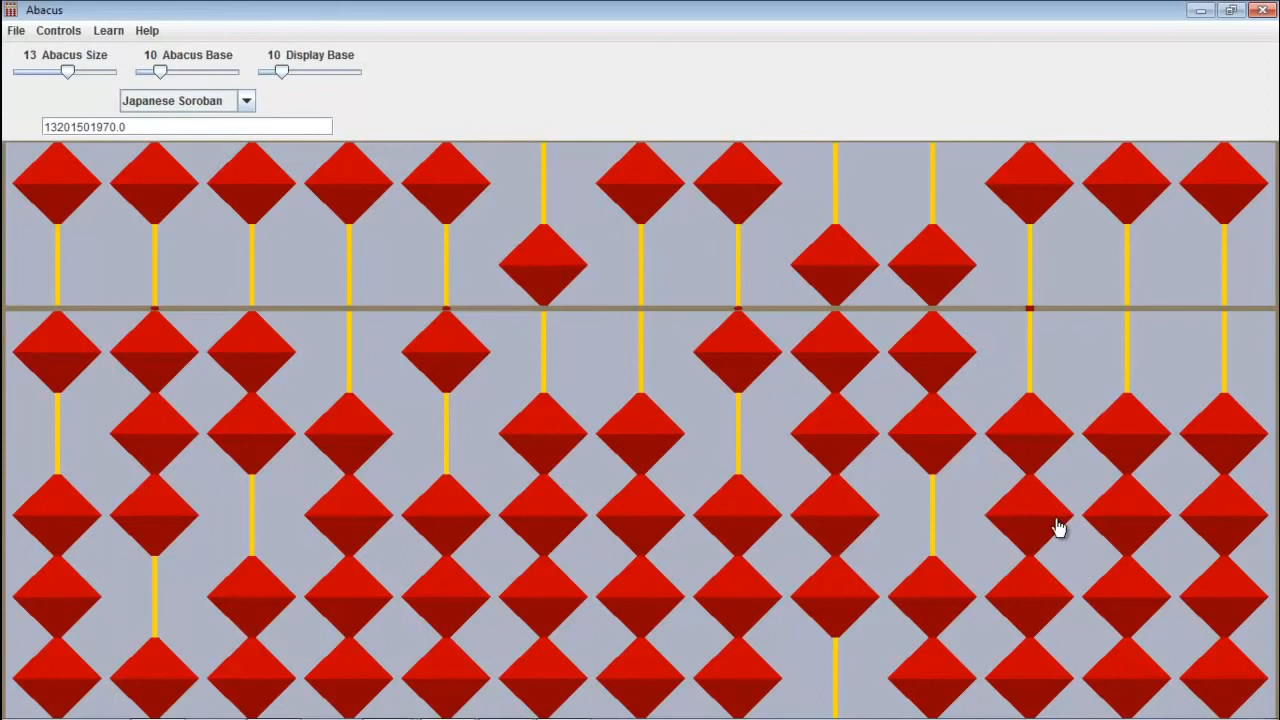 Abacus
File Controls Learn Help
13 Abacus Size 10 Abacus Base 10 Display Base
Japanese Soroban
13201501970.0